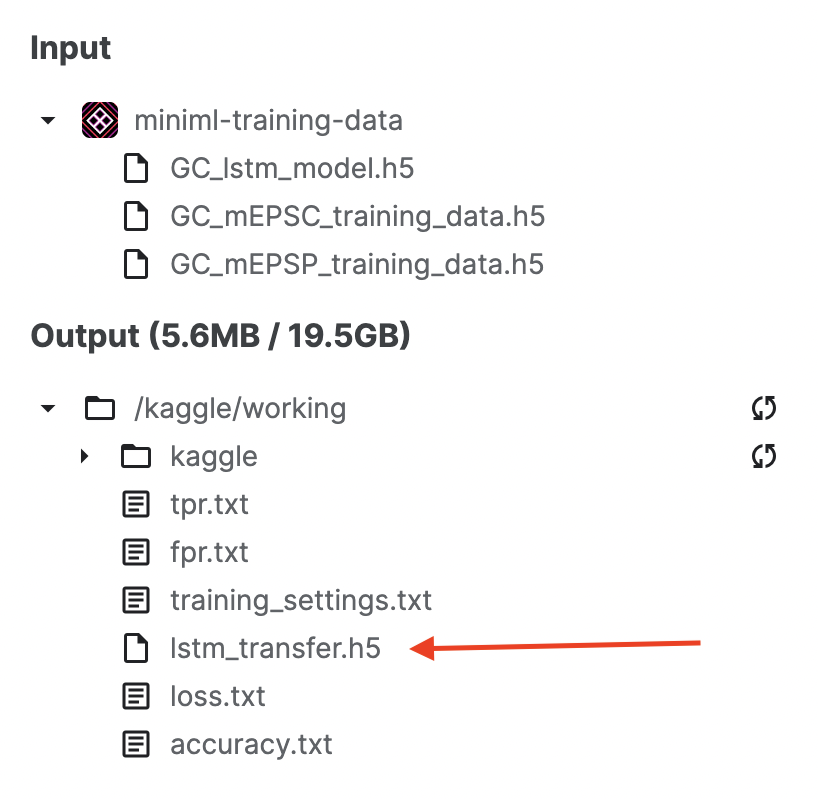 Input
miniml-training-data
GC_lstm_model.h5
GC_mEPSC_training_data.h5
GC_mEPSP_training_data.h5
Output (5.6MB / 19.5GB)
/kaggle/working
kaggle
tpr.txt
fpr.txt
training_settings.txt
lstm_transfer.h5
loss.txt
accuracy.txt